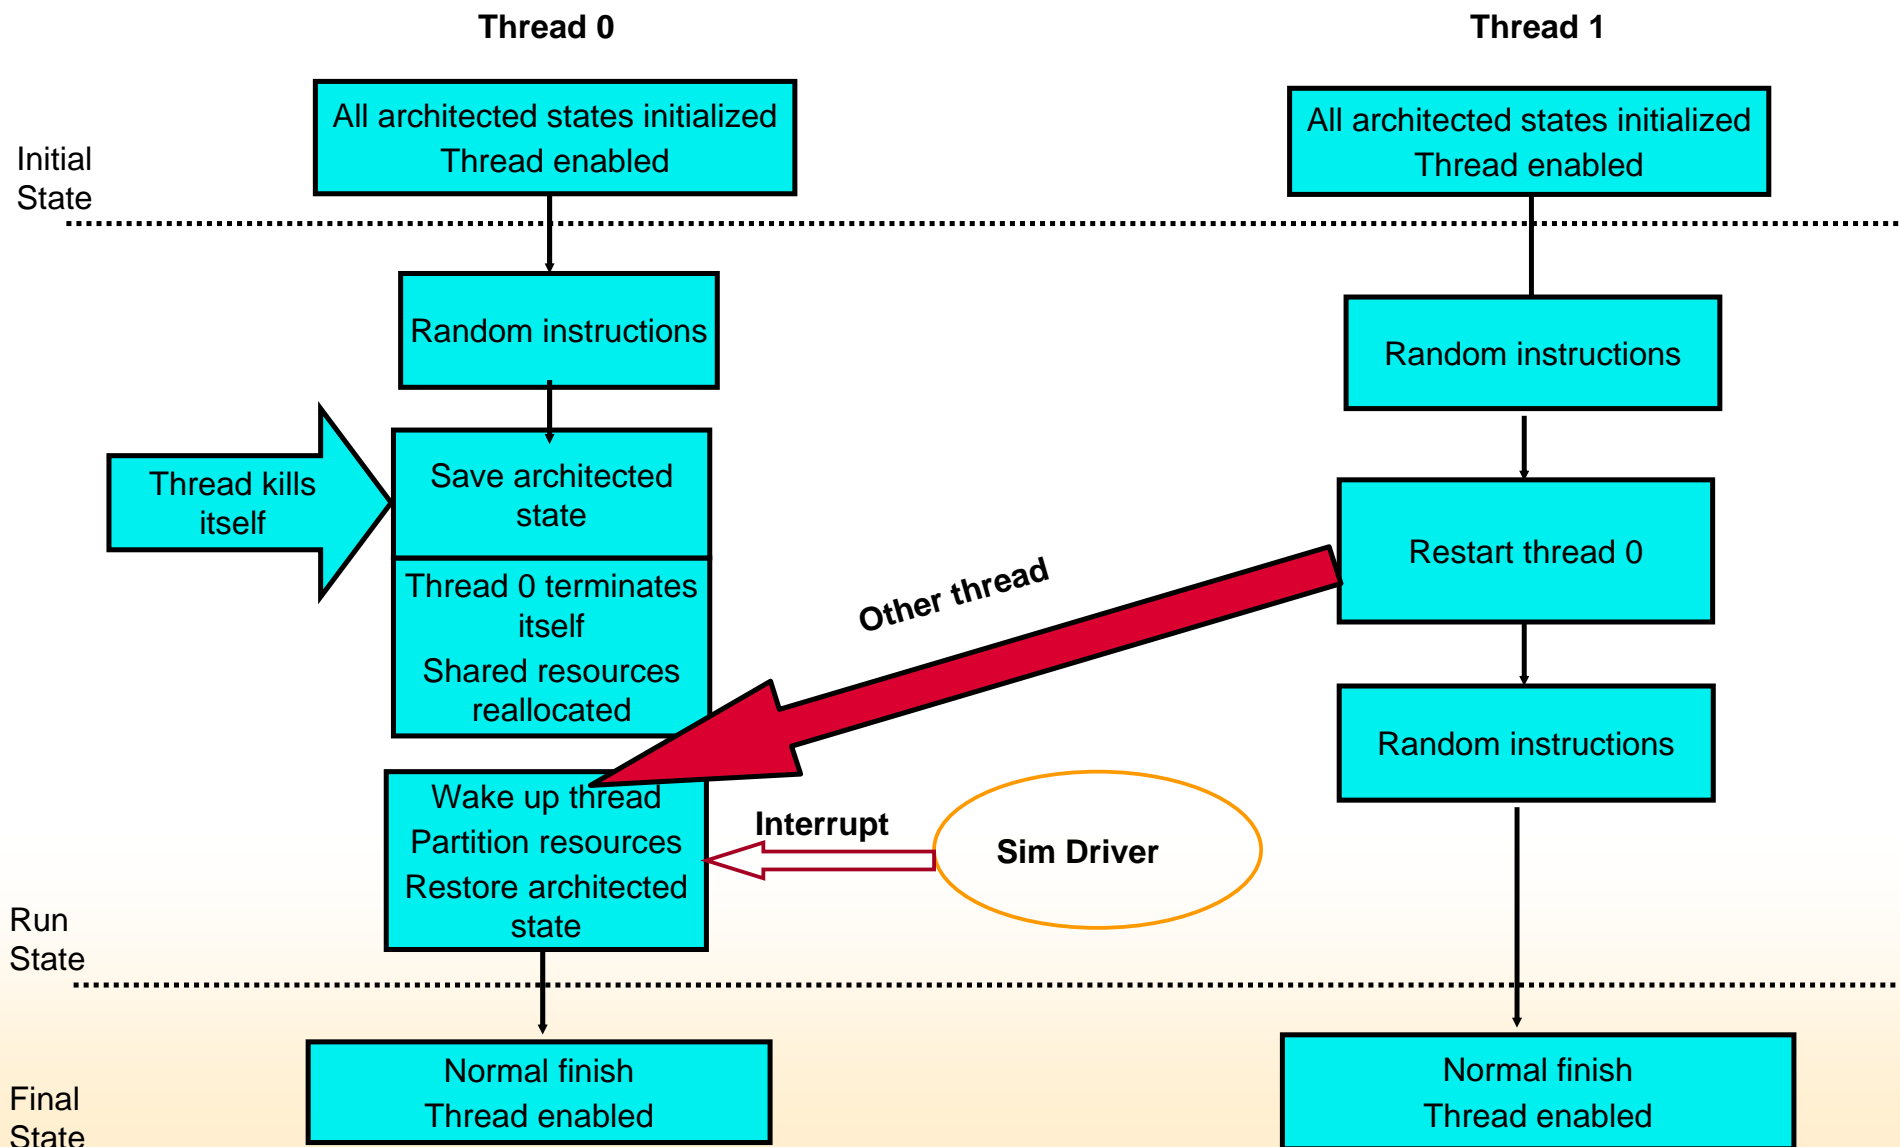 Thread 0
Thread 1
All architected states initialized
Thread enabled
All architected states initialized
Thread enabled
Initial
State
Random instructions
Random instructions
Thread kills
itself
Save architected
state
Restart thread 0
Other thread
Thread 0 terminates
itself
Shared resources
reallocated
Random instructions
Wake up thread
Partition resources
Restore architected
state
Interrupt
Sim Driver
Run
State
Normal finish
Thread enabled
Normal finish
Thread enabled
Final
State